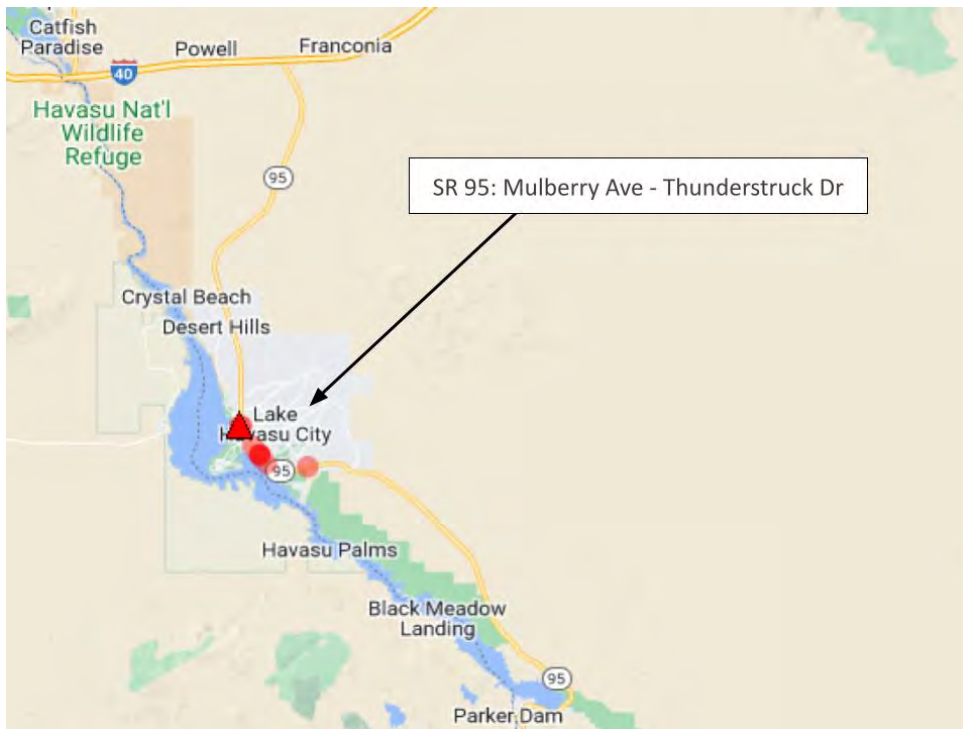 Catfish
Paradise
Powell
Franconia
40
Havasu Nat'l
Wildlife
Refuge
95
SR 95: Mulberry Ave - Thunderstruck Dr
Crystal Beach
Desert Hills
Lake
Havasu City
95
Havasu Palms
Black Meadow
Landing
95
Parker Dam